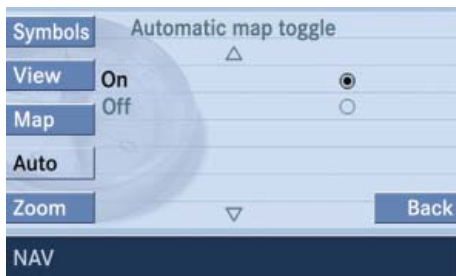 Automatic map toggle
Symbols
View
On
Off
Map
Auto
Zoom
Back
NAV